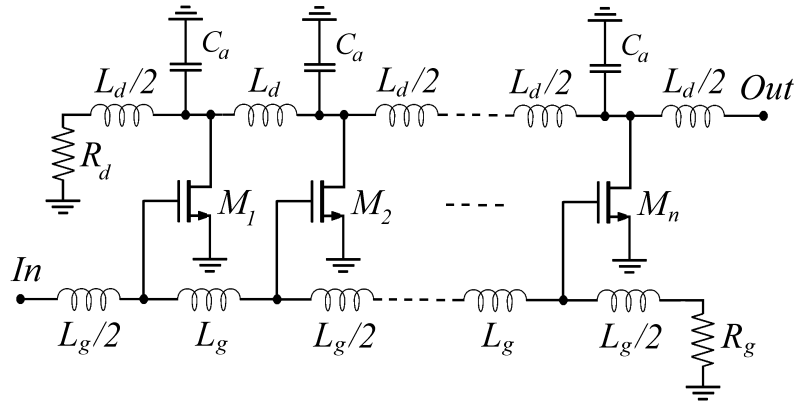 C_a C_a C_a
L_d/2 L_d L_d/2 L_d/2 L_d/2 Out
R_d
M_1 M_2 M_n
In
L_g/2 L_g L_g/2 L_g L_g/2 R_g